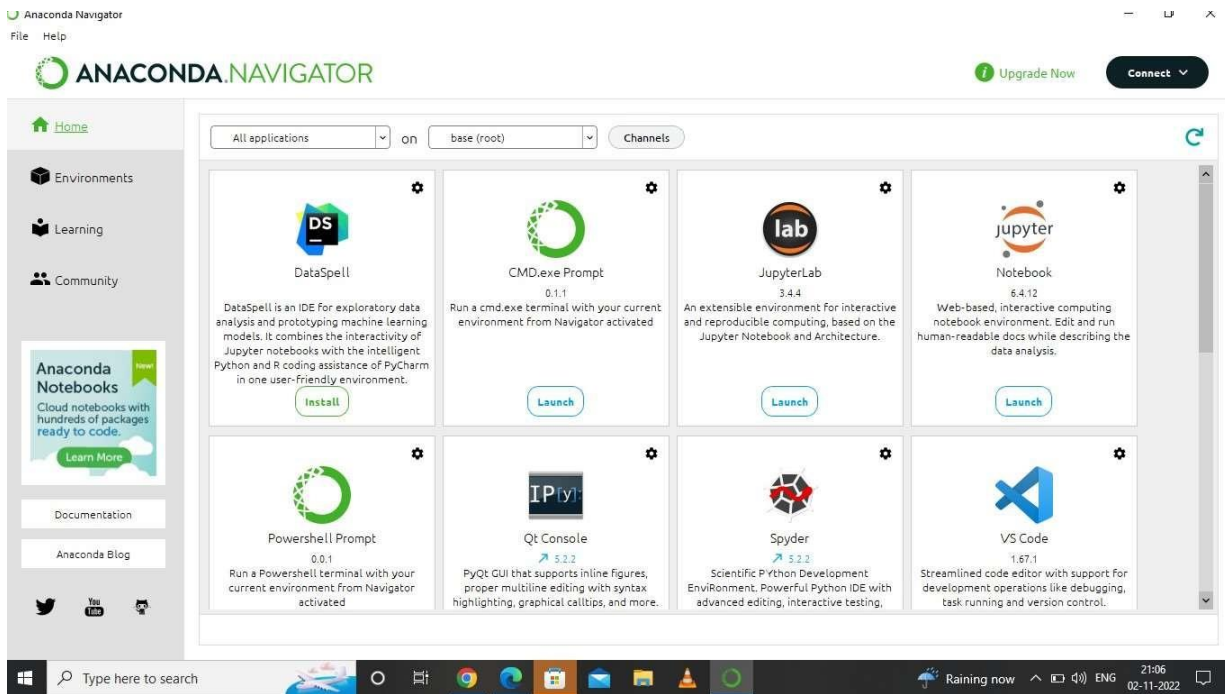 Anaconda Navigator
File Help
ANACONDA.NAVIGATOR
Upgrade Now
Connect
Home
Environments
Learning
Community
Anaconda
Notebooks
New!
Cloud notebooks with
hundreds of packages
ready to code.
Learn More
Documentation
Anaconda Blog
You
Tube
All applications
on
base (root)
Channels
DS
DataSpell
DataSpell is an IDE for exploratory data
analysis and prototyping machine learning
models. It combines the interactivity of
Jupyter notebooks with the intelligent
Python and R coding assistance of PyCharm
in one user-friendly environment.
Install
CMD.exe Prompt
0.1.1
Run a cmd.exe terminal with your current
environment from Navigator activated
Launch
lab
JupyterLab
3.4.4
An extensible environment for interactive
and reproducible computing, based on the
Jupyter Notebook and Architecture.
Launch
jupyter
Notebook
6.4.12
Web-based, interactive computing
notebook environment. Edit and run
human-readable docs while describing the
data analysis.
Launch
Powershell Prompt
0.0.1
Run a Powershell terminal with your
current environment from Navigator
activated
IP[y]:
Qt Console
5.2.2
PyQt GUI that supports inline figures,
proper multiline editing with syntax
highlighting, graphical calltips, and more.
Spyder
5.2.2
Scientific PYthon Development
EnviRonment. Powerful Python IDE with
advanced editing, interactive testing,
VS Code
1.67.1
Streamlined code editor with support for
development operations like debugging,
task running and version control.
Type here to search
Raining now
ENG
21:06
02-11-2022